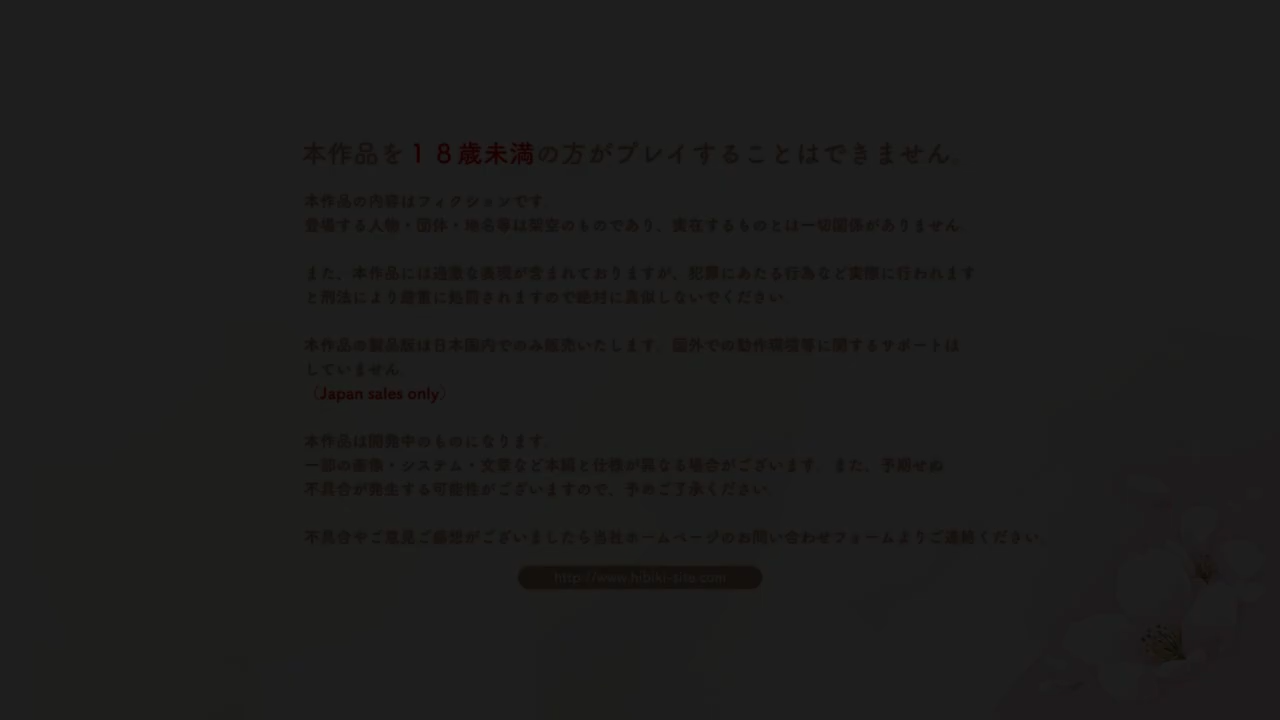 本作品を１８歳未満の方がプレイすることはできません。
本作品の内容はフィクションです。
登場する人物・団体・地名等は架空のものであり、実在するものとは一切関係がありません。
また、本作品には過激な表現が含まれておりますが、犯罪にあたる行為など実際に行われます
と刑法により厳重に処罰されますので絶対に真似しないでください。
本作品の製品版は日本国内でのみ販売いたします。国外での動作環境等に関するサポートは
していません。
（Japan sales only）
本作品は開発中のものになります。
一部の画像・システム・文章など本編と仕様が異なる場合がございます。また、予期せぬ
不具合が発生する可能性がございますので、予めご了承ください。
不具合やご意見ご感想がございましたら当社ホームページのお問い合わせフォームよりご連絡ください。
http://www.hibiki-site.com